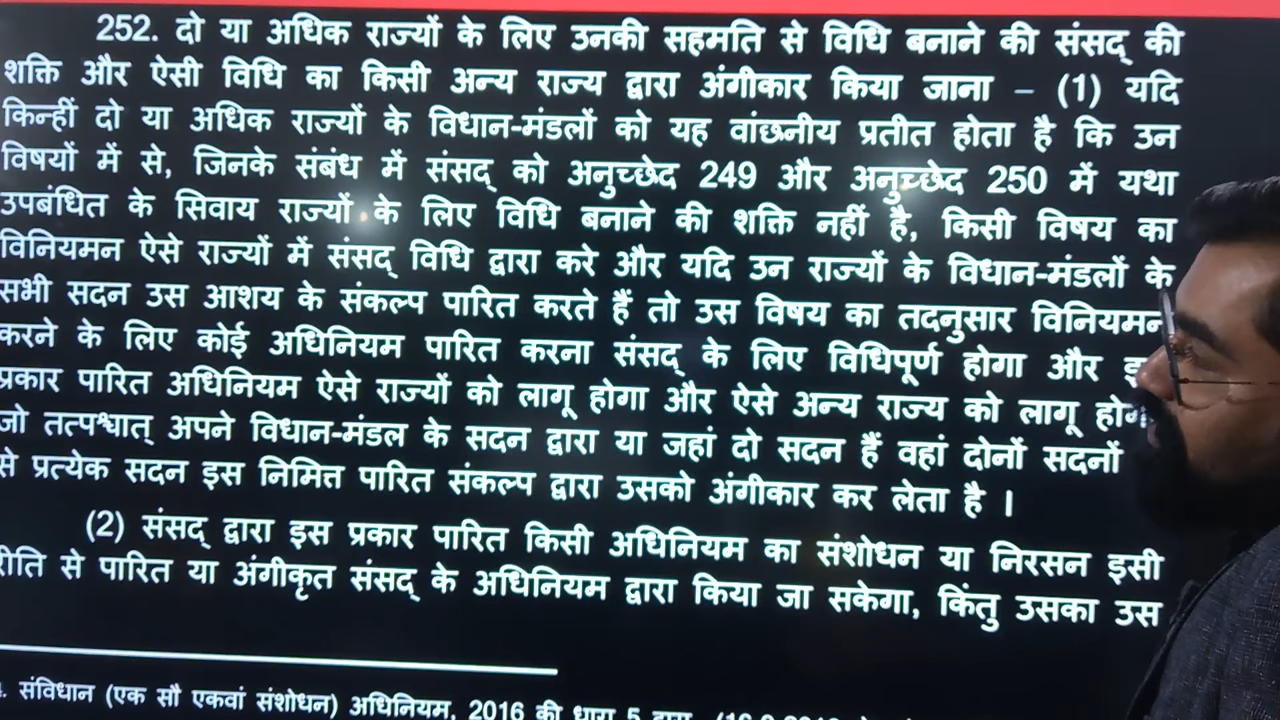 252. दो या अधिक राज्यों के लिए उनकी सहमति से विधि बनाने की संसद् की
शक्ति और ऐसी विधि का किसी अन्य राज्य द्वारा अंगीकार किया जाना – (1) यदि
किन्हीं दो या अधिक राज्यों के विधान-मंडलों को यह वांछनीय प्रतीत होता है कि उन
विषयों में से, जिनके संबंध में संसद् को अनुच्छेद 249 और अनुच्छेद 250 में यथा
उपबंधित के सिवाय राज्यों के लिए विधि बनाने की शक्ति नहीं है, किसी विषय का
विनियमन ऐसे राज्यों में संसद् विधि द्वारा करे और यदि उन राज्यों के विधान-मंडलों के
सभी सदन उस आशय के संकल्प पारित करते हैं तो उस विषय का तदनुसार विनियमन
करने के लिए कोई अधिनियम पारित करना संसद् के लिए विधिपूर्ण होगा और
प्रकार पारित अधिनियम ऐसे राज्यों को लागू होगा और ऐसे अन्य राज्य को लागू
जो तत्पश्चात् अपने विधान-मंडल के सदन द्वारा या जहां दो सदन हैं वहां दोनों सदनों
से प्रत्येक सदन इस निमित्त पारित संकल्प द्वारा उसको अंगीकार कर लेता है ।
(2) संसद् द्वारा इस प्रकार पारित किसी अधिनियम का संशोधन या निरसन इसी
रीति से पारित या अंगीकृत संसद् के अधिनियम द्वारा किया जा सकेगा, किंतु उसका उस
संविधान (एक सौ एकवां संशोधन) अधिनियम, 2016 की धारा 5